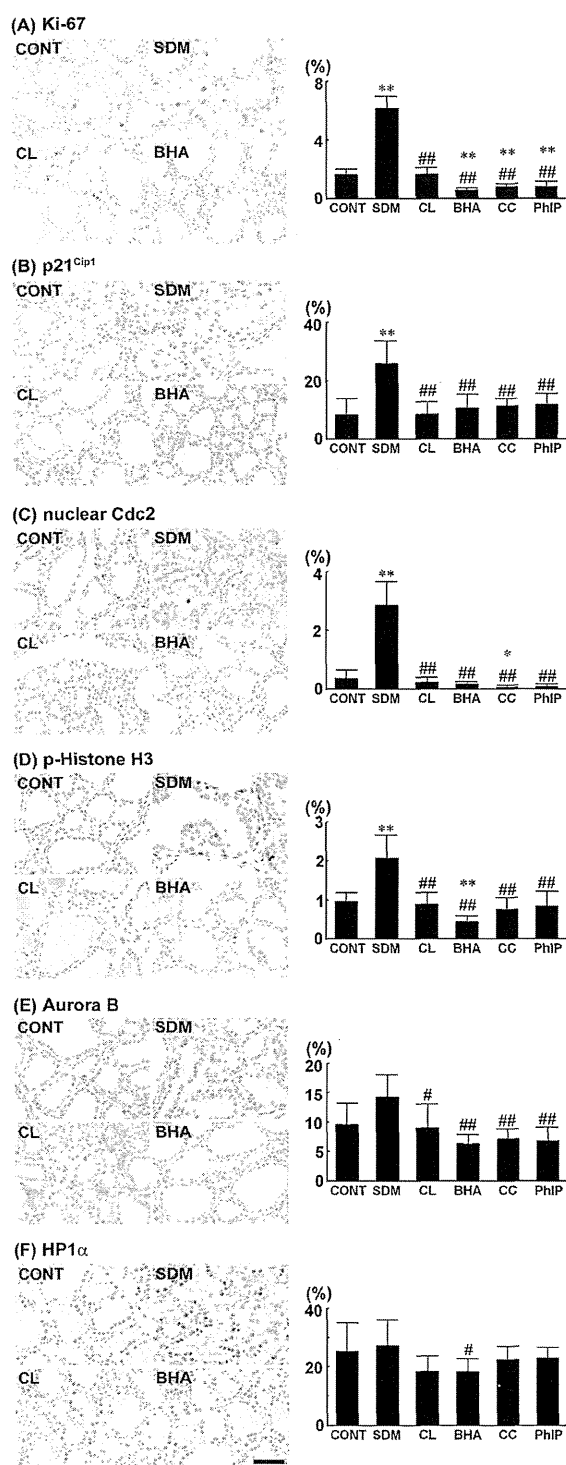 (A) Ki-67
CONT SDM
CL BHA
(%)
8
4
0
**
##
** ##
** ##
** ##
CONT SDM CL BHA CC PhIP
(B) p21Cip1
CONT SDM
CL BHA
(%)
40
20
0
**
## ## ## ##
CONT SDM CL BHA CC PhIP
(C) nuclear Cdc2
CONT SDM
CL BHA
(%)
4
2
0
**
*
## ## ## ##
CONT SDM CL BHA CC PhIP
(D) p-Histone H3
CONT SDM
CL BHA
(%)
3
2
1
0
**
**
## ## ## ##
CONT SDM CL BHA CC PhIP
(E) Aurora B
CONT SDM
CL BHA
(%)
20
15
10
5
0
# ## ## ##
CONT SDM CL BHA CC PhIP
(F) HP1α
CONT SDM
CL BHA
(%)
40
20
0
#
CONT SDM CL BHA CC PhIP